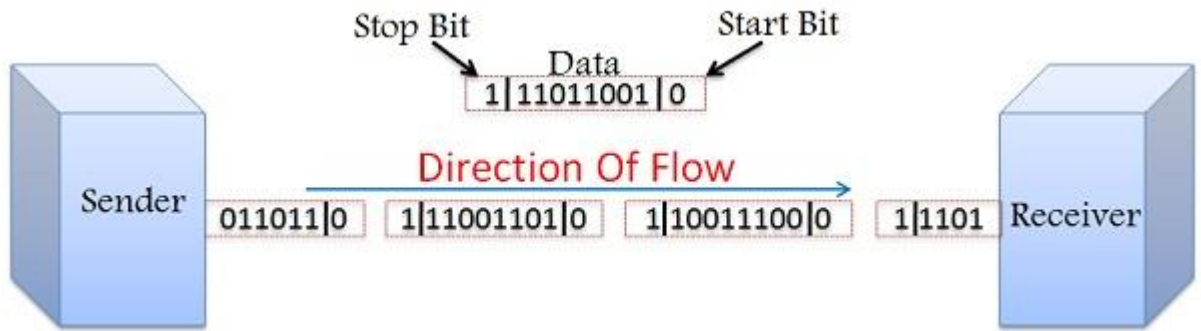 Stop Bit
Start Bit
Data
1|11011001|0
Direction Of Flow
Sender
011011|0
1|11001101|0
1|10011100|0
1|1101
Receiver